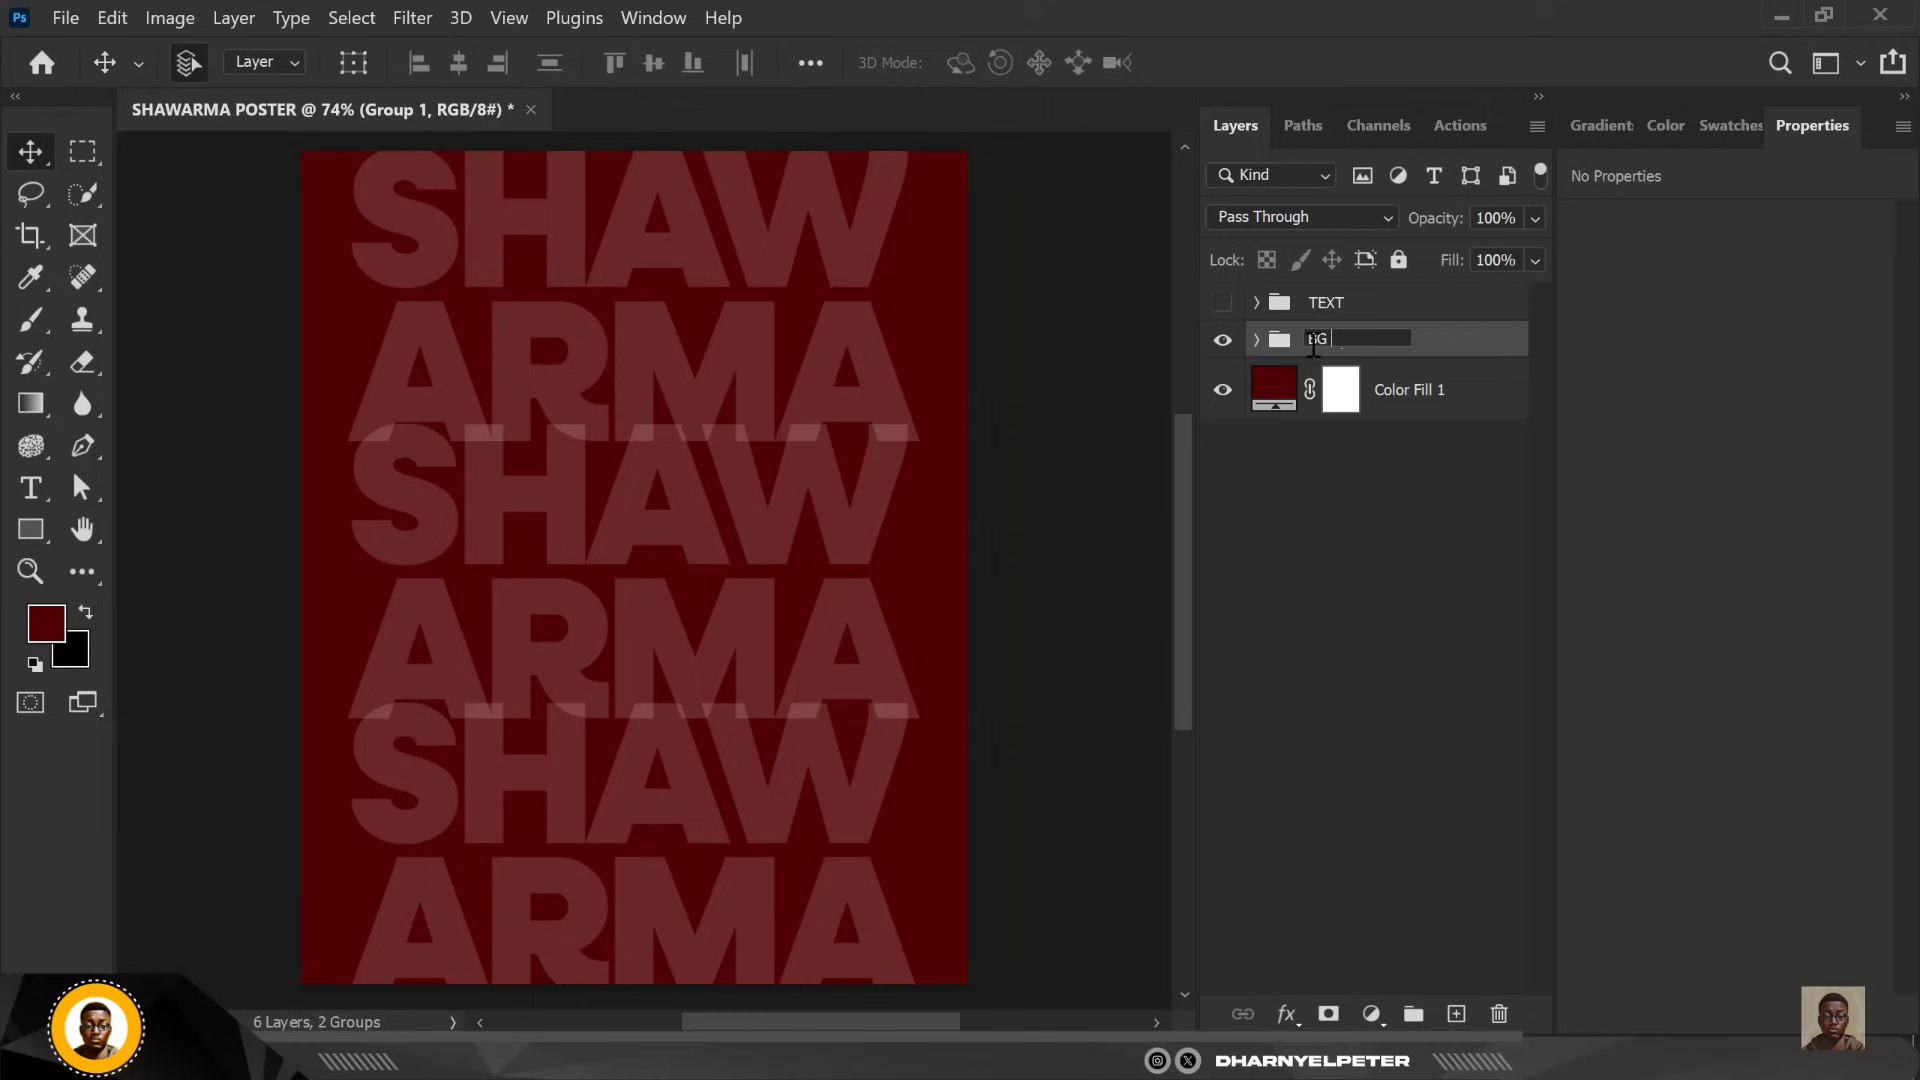 Ps File Edit Image Layer Type Select Filter 3D View Plugins Window Help
Layer 3D Mode:
SHAWARMA POSTER @ 74% (Group 1, RGB/8#) *
SHAW
ARMA
SHAW
ARMA
SHAW
ARMA
6 Layers, 2 Groups
Layers Paths Channels Actions
Kind
Pass Through Opacity: 100%
Lock: Fill: 100%
TEXT
BG
Color Fill 1
fx
Gradient Color Swatches Properties
No Properties
DHARNYELPETER